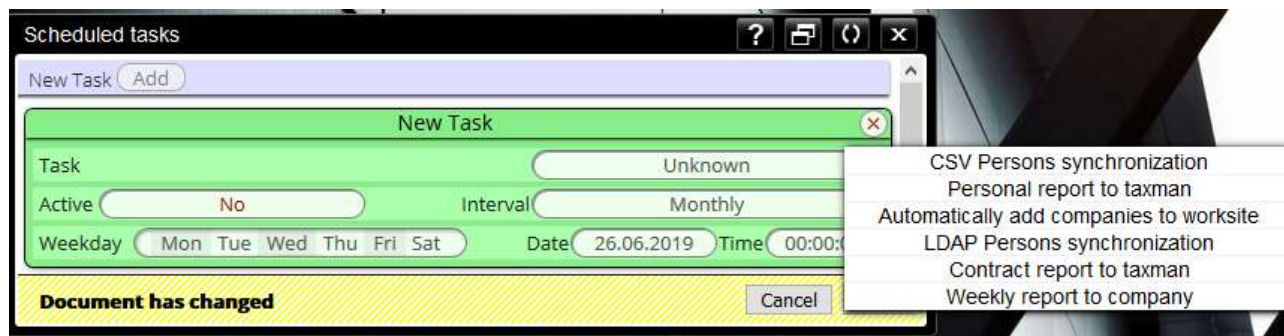 Scheduled tasks
New Task Add
New Task
Task Unknown
Active No Interval Monthly
Weekday Mon Tue Wed Thu Fri Sat Date 26.06.2019 Time 00:00:
Document has changed Cancel
CSV Persons synchronization
Personal report to taxman
Automatically add companies to worksite
LDAP Persons synchronization
Contract report to taxman
Weekly report to company